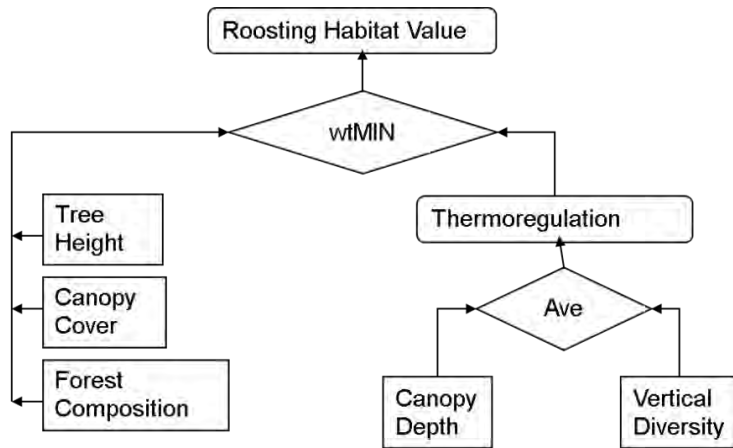 Roosting Habitat Value
wtMIN
Tree
Height
Thermoregulation
Canopy
Cover
Ave
Forest
Composition
Canopy
Depth
Vertical
Diversity